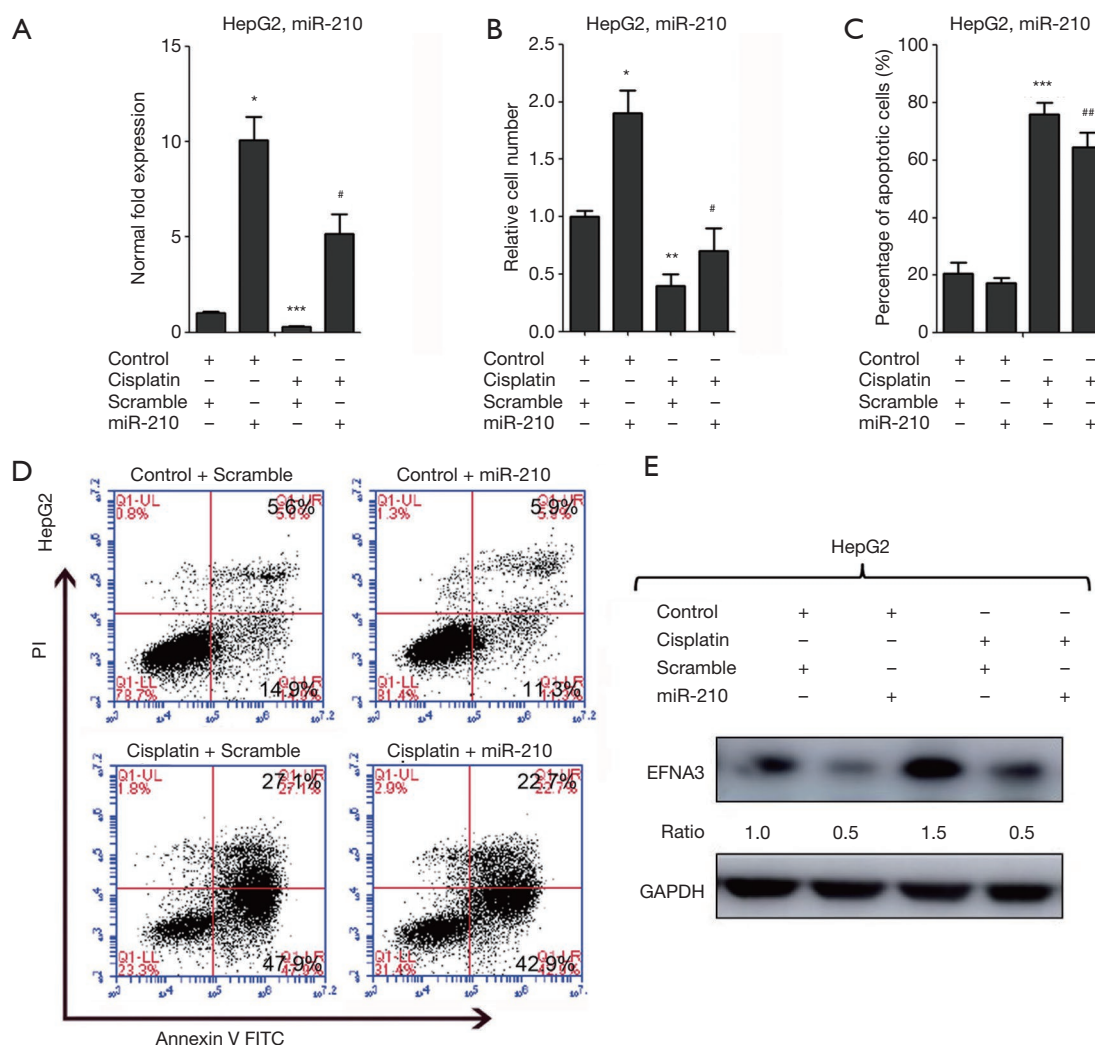 A
HepG2, miR-210
Normal fold expression
15
10
5
0
*
***
#
Control + + – –
Cisplatin – – + +
Scramble + – + –
miR-210 – + – +
B
HepG2, miR-210
Relative cell number
2.5
2.0
1.5
1.0
0.5
0.0
*
**
#
Control + + – –
Cisplatin – – + +
Scramble + – + –
miR-210 – + – +
C
HepG2, miR-210
Percentage of apoptotic cells (%)
100
80
60
40
20
0
***
##
Control + + – –
Cisplatin – – + +
Scramble + – + –
miR-210 – + – +
D
HepG2
PI
Annexin V FITC
Control + Scramble
Q1-UL
0.8%
5.6%
Q1-LL
78.7%
14.9%
Control + miR-210
Q1-UL
1.3%
5.9%
Q1-LL
81.4%
11.3%
Cisplatin + Scramble
Q1-UL
1.8%
27.1%
27.1%
Q1-LL
23.3%
47.9%
Cisplatin + miR-210
Q1-UL
2.9%
22.7%
22.7%
Q1-LL
31.4%
42.9%
E
HepG2
Control + + – –
Cisplatin – – + +
Scramble + – + –
miR-210 – + – +
EFNA3
Ratio 1.0 0.5 1.5 0.5
GAPDH